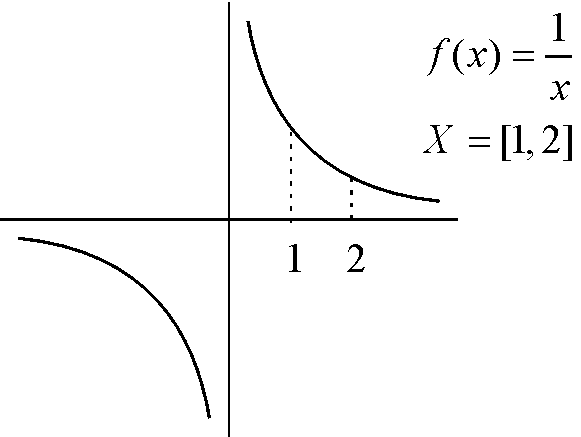 f(x) = 1/x
X = [1,2]
1 2